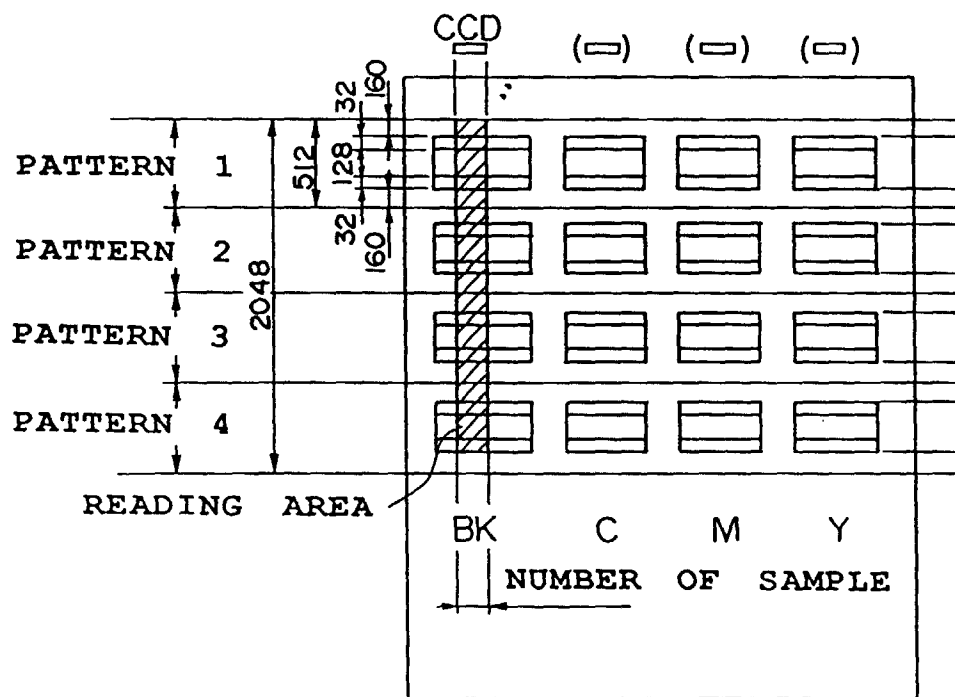 CCD
( ) ( ) ( )
160
32
PATTERN 1
512
128
32
160
PATTERN 2
2048
PATTERN 3
PATTERN 4
READING AREA
BK C M Y
NUMBER OF SAMPLE